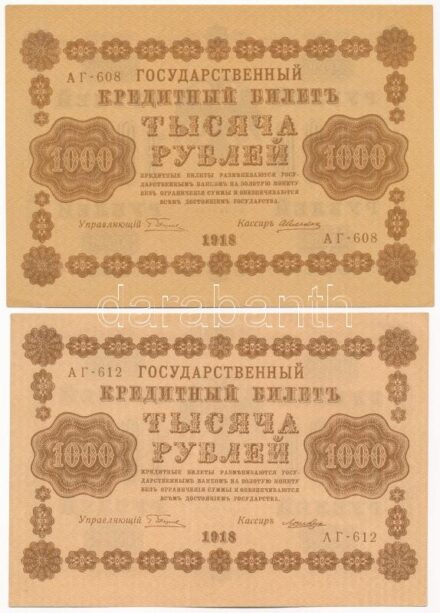 АГ-608 ГОСУДАРСТВЕННЫЙ
КРЕДИТНЫЙ БИЛЕТЪ
ТЫСЯЧА
РУБЛЕЙ
1000 1000
КРЕДИТНЫЕ БИЛЕТЫ РАЗМѢНИВАЮТСЯ ГОСУ-
ДАРСТВЕННЫМЪ БАНКОМЪ НА ЗОЛОТУЮ МОНЕТУ
БЕЗЪ ОГРАНИЧЕНІЯ СУММЫ И ОБЕЗПЕЧИВАЮТСЯ
ВСѢМЪ ДОСТОЯНІЕМЪ ГОСУДАРСТВА.
Управляющій Кассиръ
1918
АГ-608
darabanth
АГ-612 ГОСУДАРСТВЕННЫЙ
КРЕДИТНЫЙ БИЛЕТЪ
ТЫСЯЧА
РУБЛЕЙ
1000 1000
КРЕДИТНЫЕ БИЛЕТЫ РАЗМѢНИВАЮТСЯ ГОСУ-
ДАРСТВЕННЫМЪ БАНКОМЪ НА ЗОЛОТУЮ МОНЕТУ
БЕЗЪ ОГРАНИЧЕНІЯ СУММЫ И ОБЕЗПЕЧИВАЮТСЯ
ВСѢМЪ ДОСТОЯНІЕМЪ ГОСУДАРСТВА.
Управляющій Кассиръ
1918
АГ-612